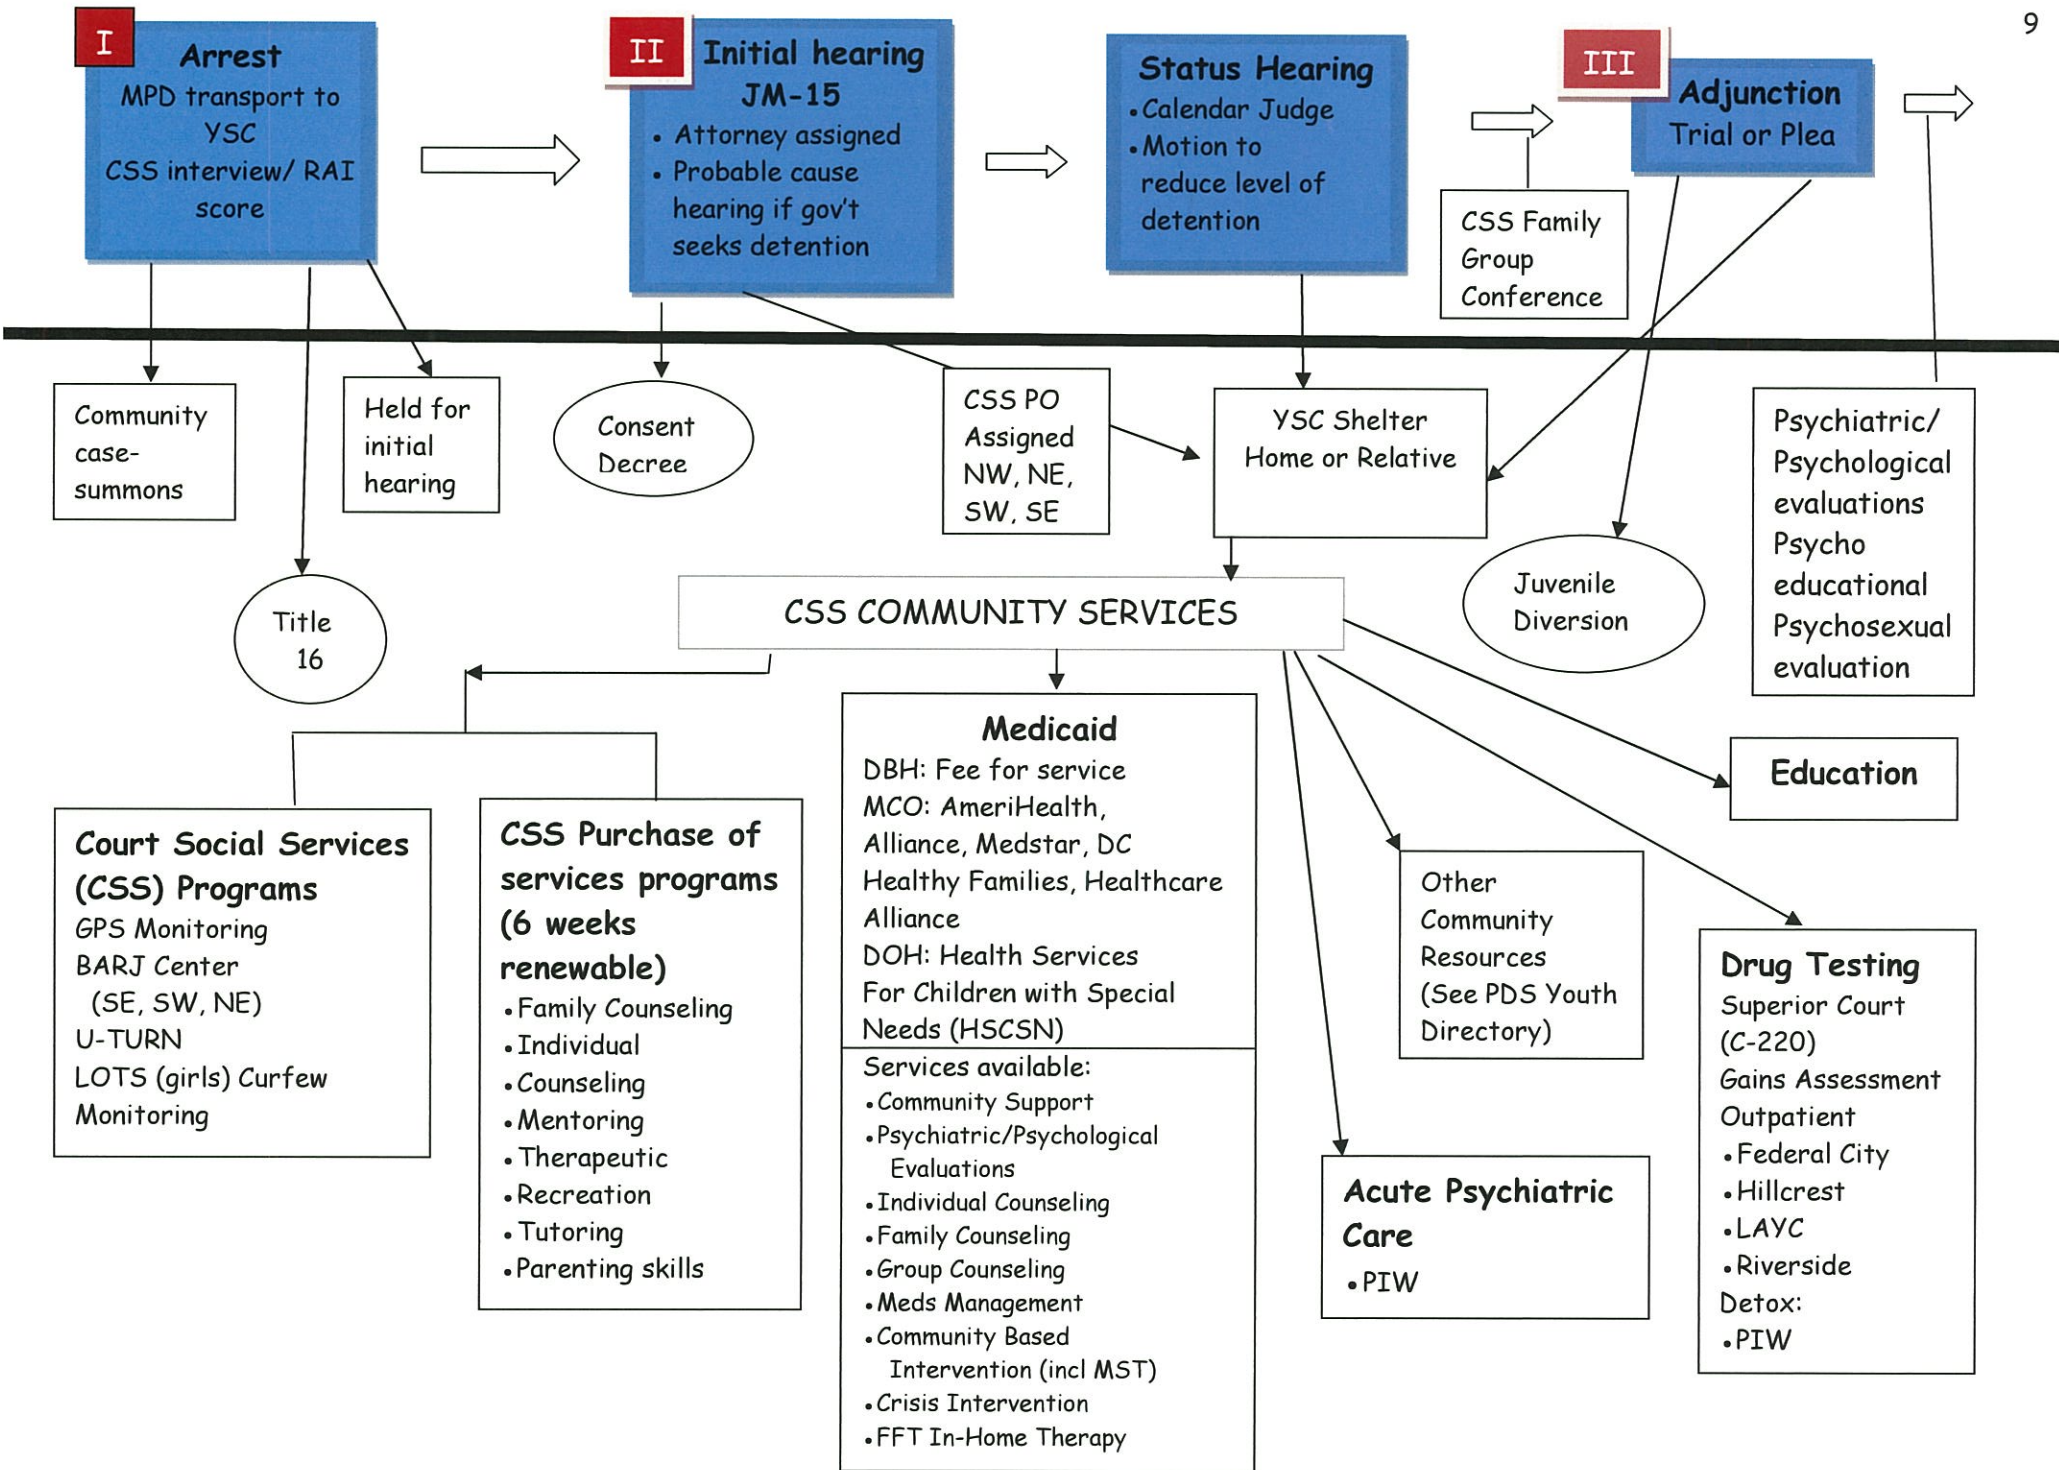 9
I
Arrest
MPD transport to
YSC
CSS interview/ RAI
score
II
Initial hearing
JM-15
• Attorney assigned
• Probable cause
hearing if gov't
seeks detention
Status Hearing
• Calendar Judge
• Motion to
reduce level of
detention
III
Adjunction
Trial or Plea
CSS Family
Group
Conference
Community
case-
summons
Held for
initial
hearing
Title
16
Consent
Decree
CSS PO
Assigned
NW, NE,
SW, SE
YSC Shelter
Home or Relative
Juvenile
Diversion
Psychiatric/
Psychological
evaluations
Psycho
educational
Psychosexual
evaluation
CSS COMMUNITY SERVICES
Court Social Services
(CSS) Programs
GPS Monitoring
BARJ Center
(SE, SW, NE)
U-TURN
LOTS (girls) Curfew
Monitoring
CSS Purchase of
services programs
(6 weeks
renewable)
• Family Counseling
• Individual
• Counseling
• Mentoring
• Therapeutic
• Recreation
• Tutoring
• Parenting skills
Medicaid
DBH: Fee for service
MCO: AmeriHealth,
Alliance, Medstar, DC
Healthy Families, Healthcare
Alliance
DOH: Health Services
For Children with Special
Needs (HSCSN)
Services available:
• Community Support
• Psychiatric/Psychological
Evaluations
• Individual Counseling
• Family Counseling
• Group Counseling
• Meds Management
• Community Based
Intervention (incl MST)
• Crisis Intervention
• FFT In-Home Therapy
Acute Psychiatric
Care
• PIW
Other
Community
Resources
(See PDS Youth
Directory)
Education
Drug Testing
Superior Court
(C-220)
Gains Assessment
Outpatient
• Federal City
• Hillcrest
• LAYC
• Riverside
Detox:
• PIW